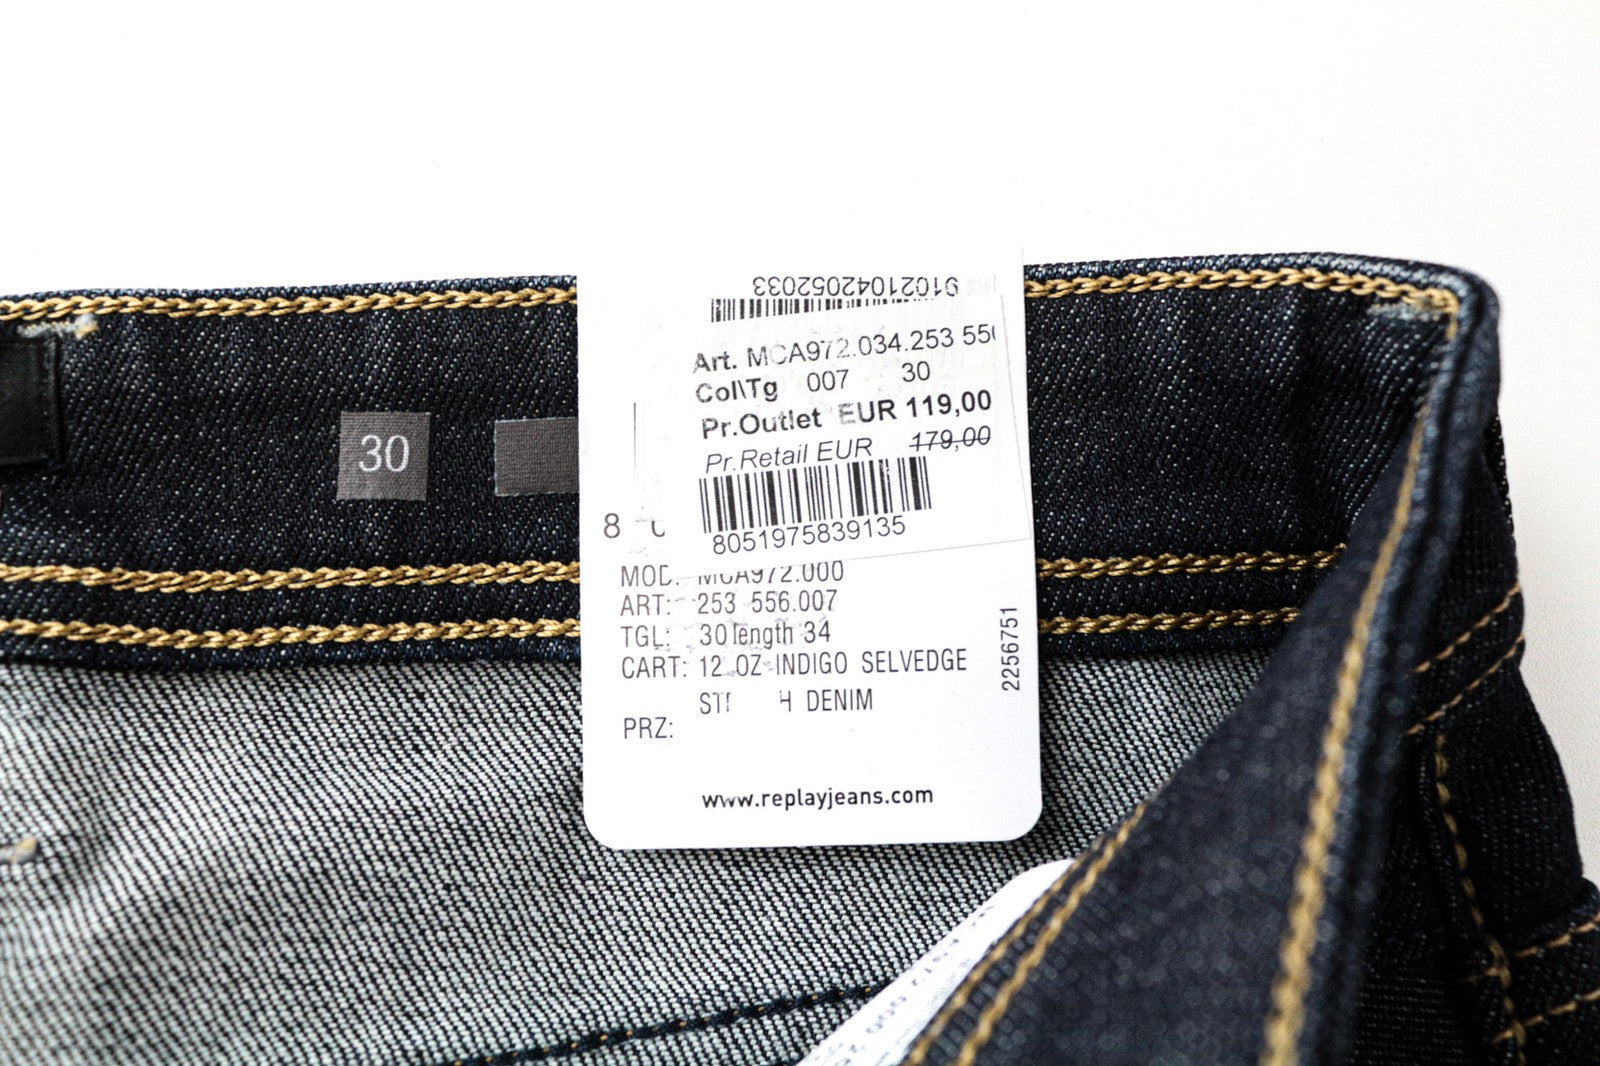 91021042052033
Art. MCA972.034.253 55
Col\Tg 007 30
Pr.Outlet EUR 119,00
Pr.Retail EUR 179,00
30
8051975839135
8
MOD. MCA972.000
ART: 253 556.007
TGL: 30 length 34
CART: 12 OZ INDIGO SELVEDGE
DENIM
PRZ:
2256751
www.replayjeans.com